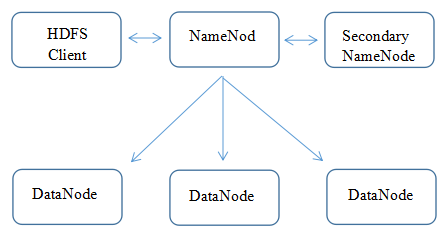 HDFS
Client
NameNod
Secondary
NameNode
DataNode
DataNode
DataNode